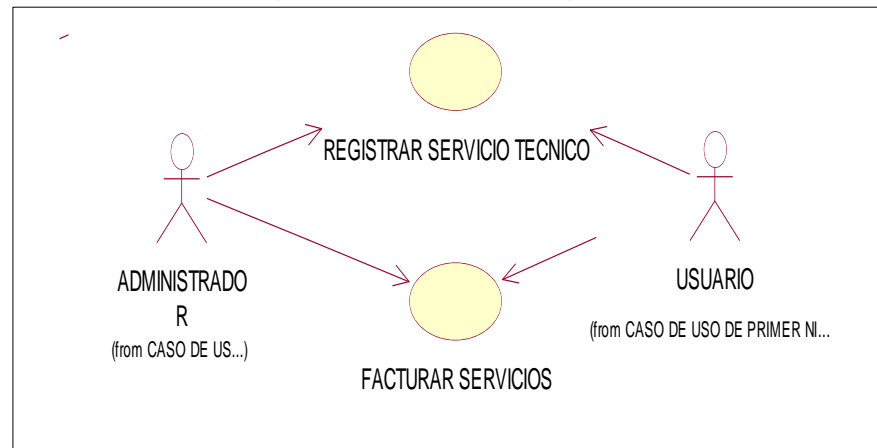 REGISTRAR SERVICIO TECNICO
ADMINISTRADO
R
(from CASO DE US...)
USUARIO
(from CASO DE USO DE PRIMER NI...
FACTURAR SERVICIOS